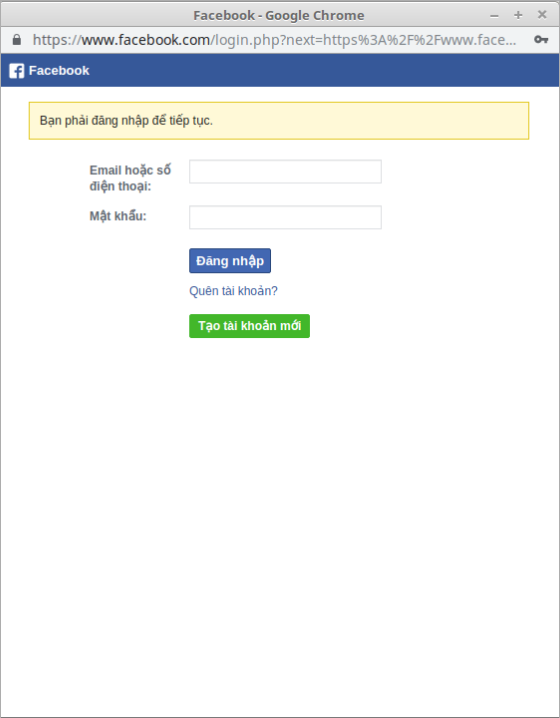 Facebook - Google Chrome
https://www.facebook.com/login.php?next=https%3A%2F%2Fwww.face...
Facebook
Bạn phải đăng nhập để tiếp tục.
Email hoặc số
điện thoại:
Mật khẩu:
Đăng nhập
Quên tài khoản?
Tạo tài khoản mới